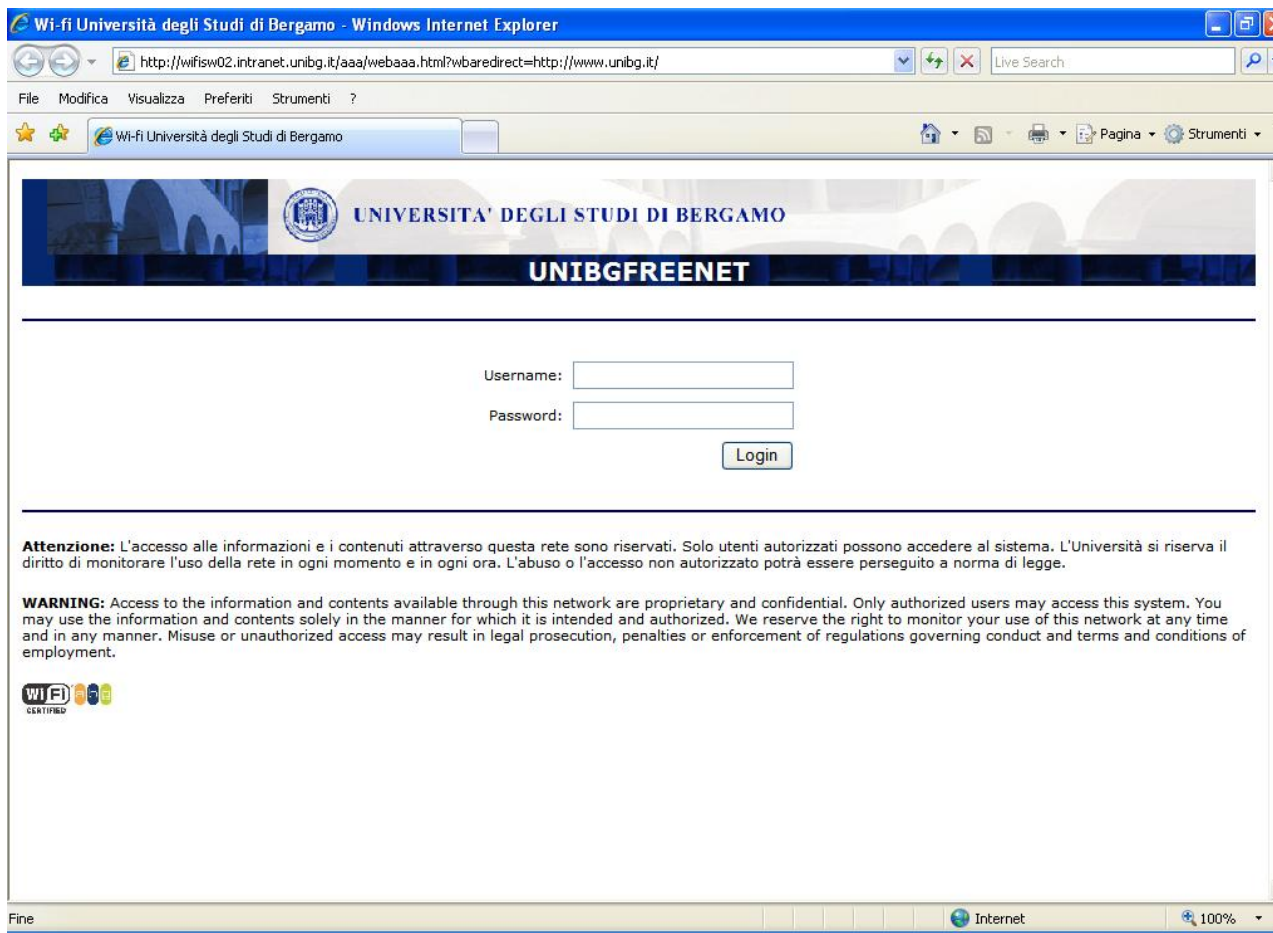 Wi-fi Università degli Studi di Bergamo - Windows Internet Explorer
http://wifisw02.intranet.unibg.it/aaa/webaaa.html?wbaredirect=http://www.unibg.it/
Live Search
File Modifica Visualizza Preferiti Strumenti ?
Wi-fi Università degli Studi di Bergamo
Pagina Strumenti
UNIVERSITA' DEGLI STUDI DI BERGAMO
UNIBGFREENET
Username:
Password:
Login
Attenzione: L'accesso alle informazioni e i contenuti attraverso questa rete sono riservati. Solo utenti autorizzati possono accedere al sistema. L'Università si riserva il
diritto di monitorare l'uso della rete in ogni momento e in ogni ora. L'abuso o l'accesso non autorizzato potrà essere perseguito a norma di legge.
WARNING: Access to the information and contents available through this network are proprietary and confidential. Only authorized users may access this system. You
may use the information and contents solely in the manner for which it is intended and authorized. We reserve the right to monitor your use of this network at any time
and in any manner. Misuse or unauthorized access may result in legal prosecution, penalties or enforcement of regulations governing conduct and terms and conditions of
employment.
Wi Fi
CERTIFIED
Fine
Internet
100%